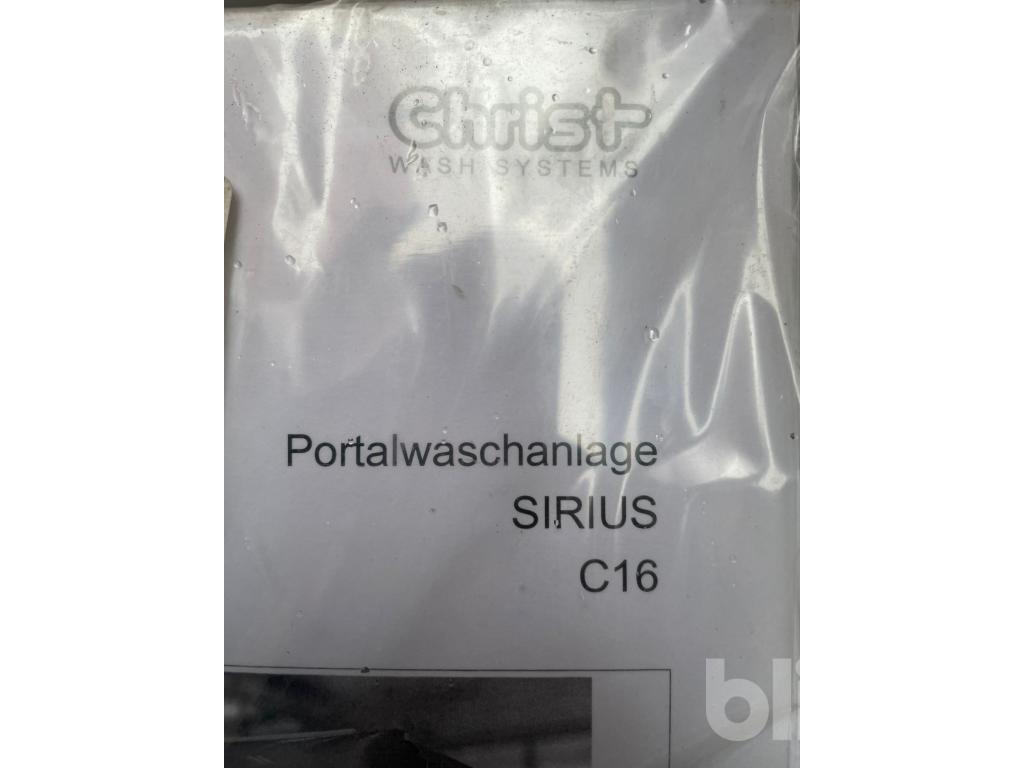 Christ
WASH SYSTEMS
Portalwaschanlage
SIRIUS
C16